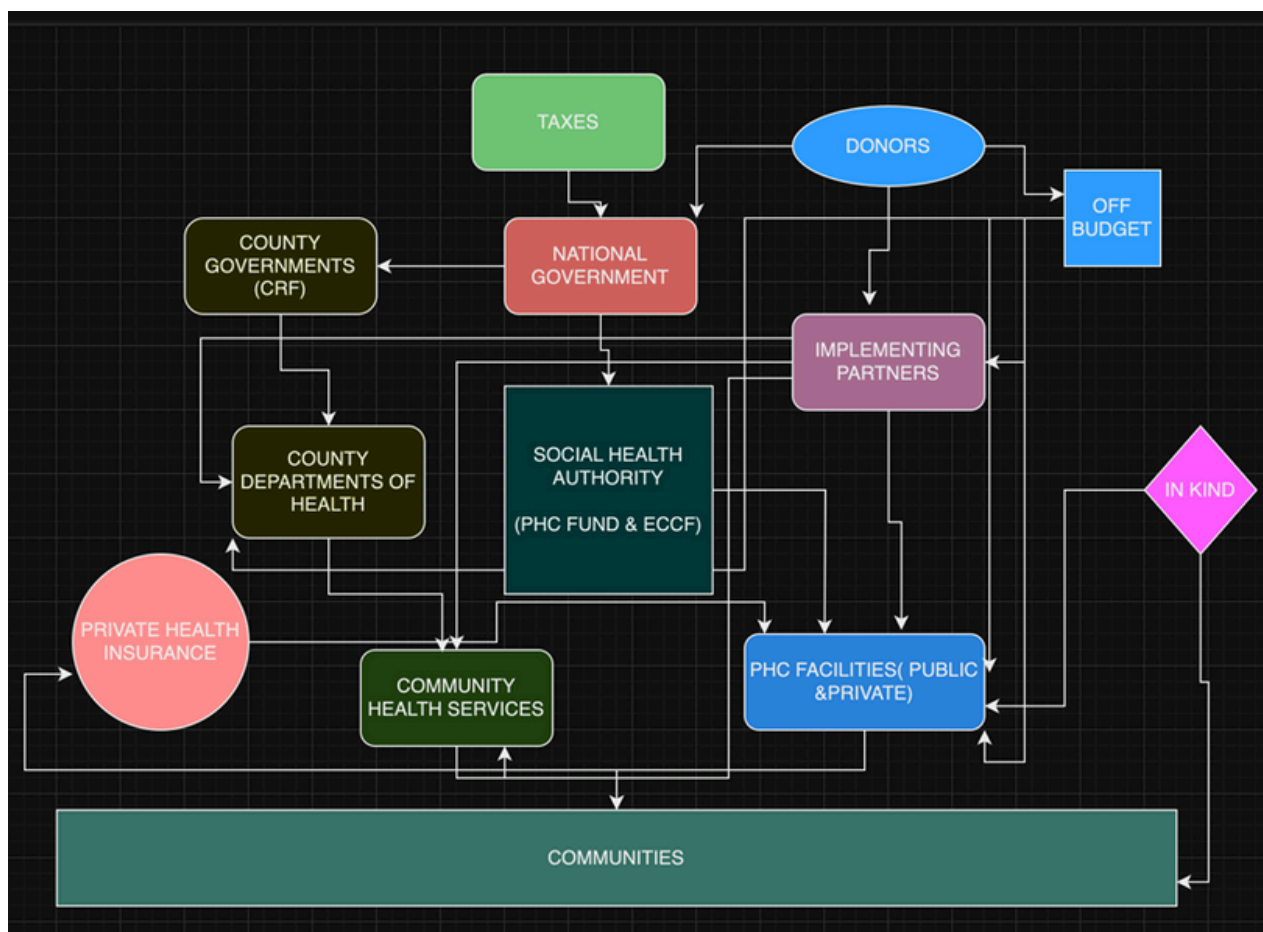 TAXES
DONORS
OFF
BUDGET
COUNTY
GOVERNMENTS
(CRF)
NATIONAL
GOVERNMENT
IMPLEMENTING
PARTNERS
COUNTY
DEPARTMENTS OF
HEALTH
SOCIAL HEALTH
AUTHORITY
(PHC FUND & ECCF)
IN KIND
PRIVATE HEALTH
INSURANCE
COMMUNITY
HEALTH SERVICES
PHC FACILITIES( PUBLIC
&PRIVATE)
COMMUNITIES